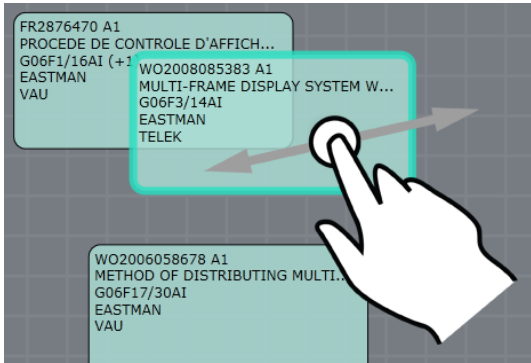 FR2876470 A1
PROCEDE DE CONTROLE D'AFFICH...
G06F1/16AI (+1
EASTMAN
VAU
WO2008085383 A1
MULTI-FRAME DISPLAY SYSTEM W...
G06F3/14AI
EASTMAN
TELEK
WO2006058678 A1
METHOD OF DISTRIBUTING MULTI...
G06F17/30AI
EASTMAN
VAU